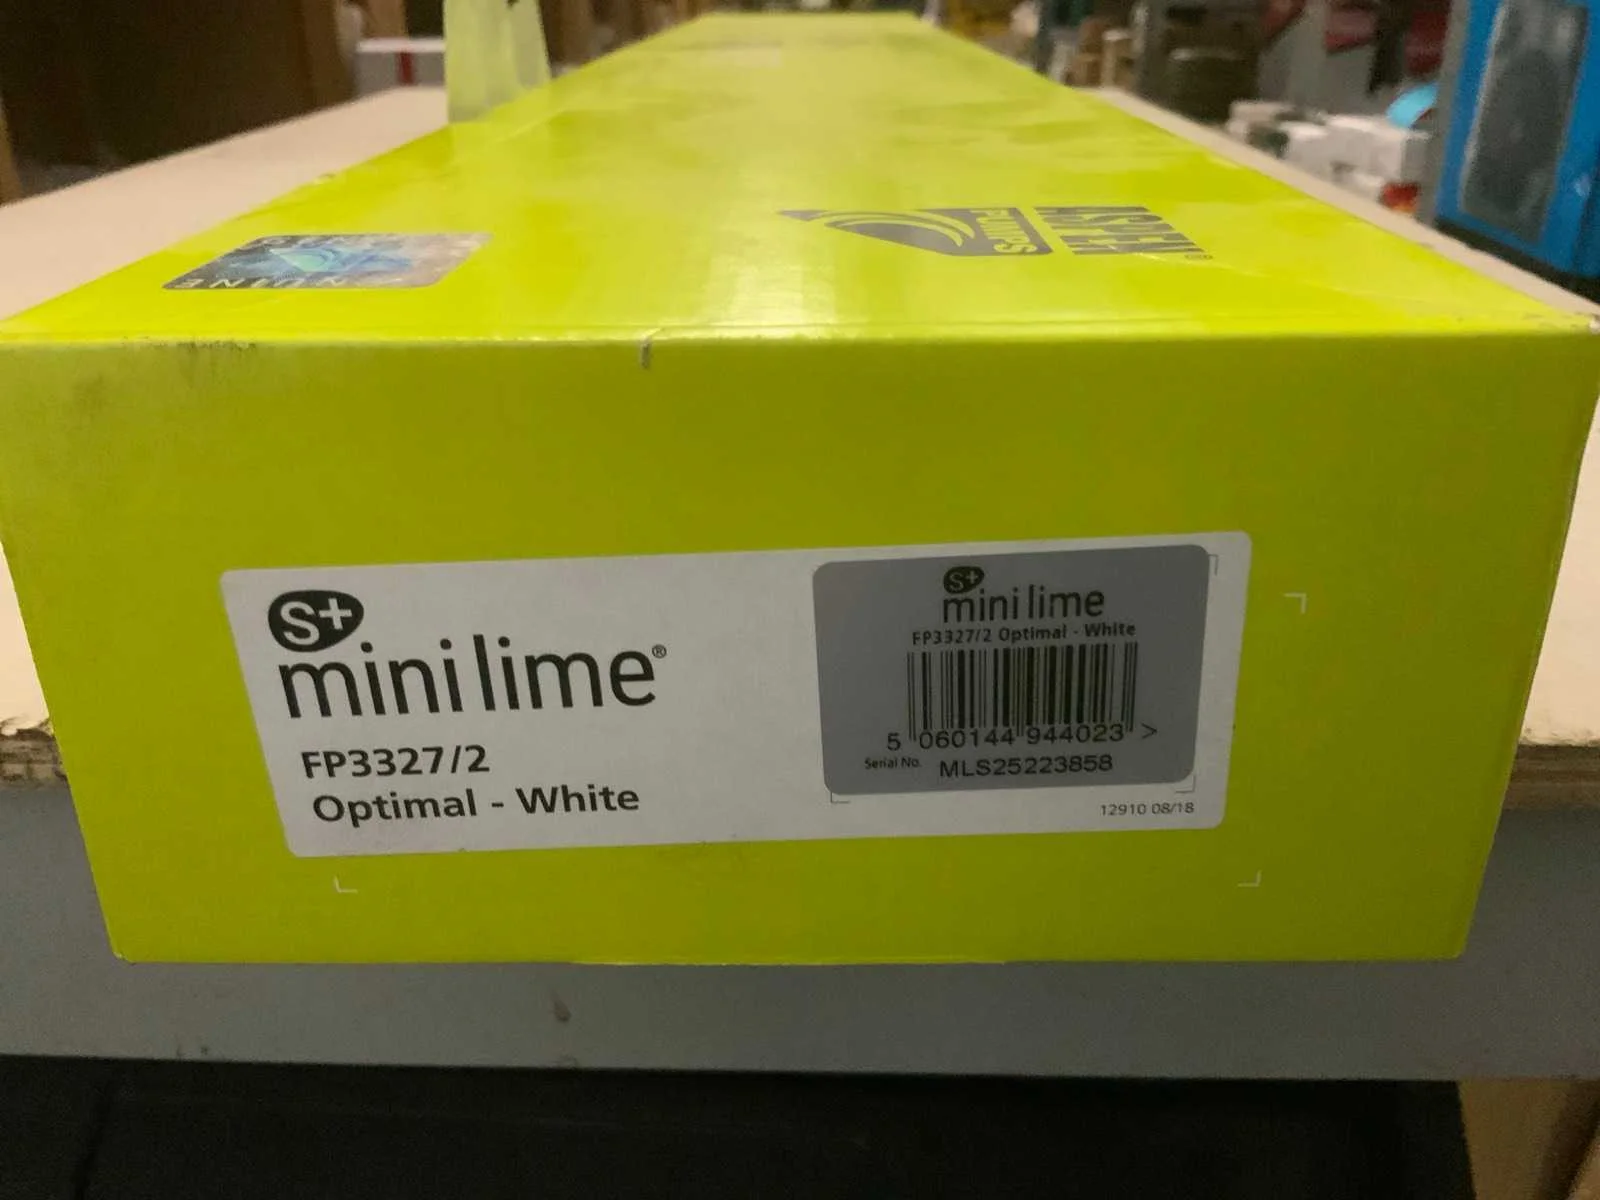 ASPEN®
PUMPS
GENUINE
S+
mini lime®
FP3327/2
Optimal - White
S+
mini lime
FP3327/2 Optimal - White
5 060144 944023 >
Serial No. MLS25223858
12910 08/18